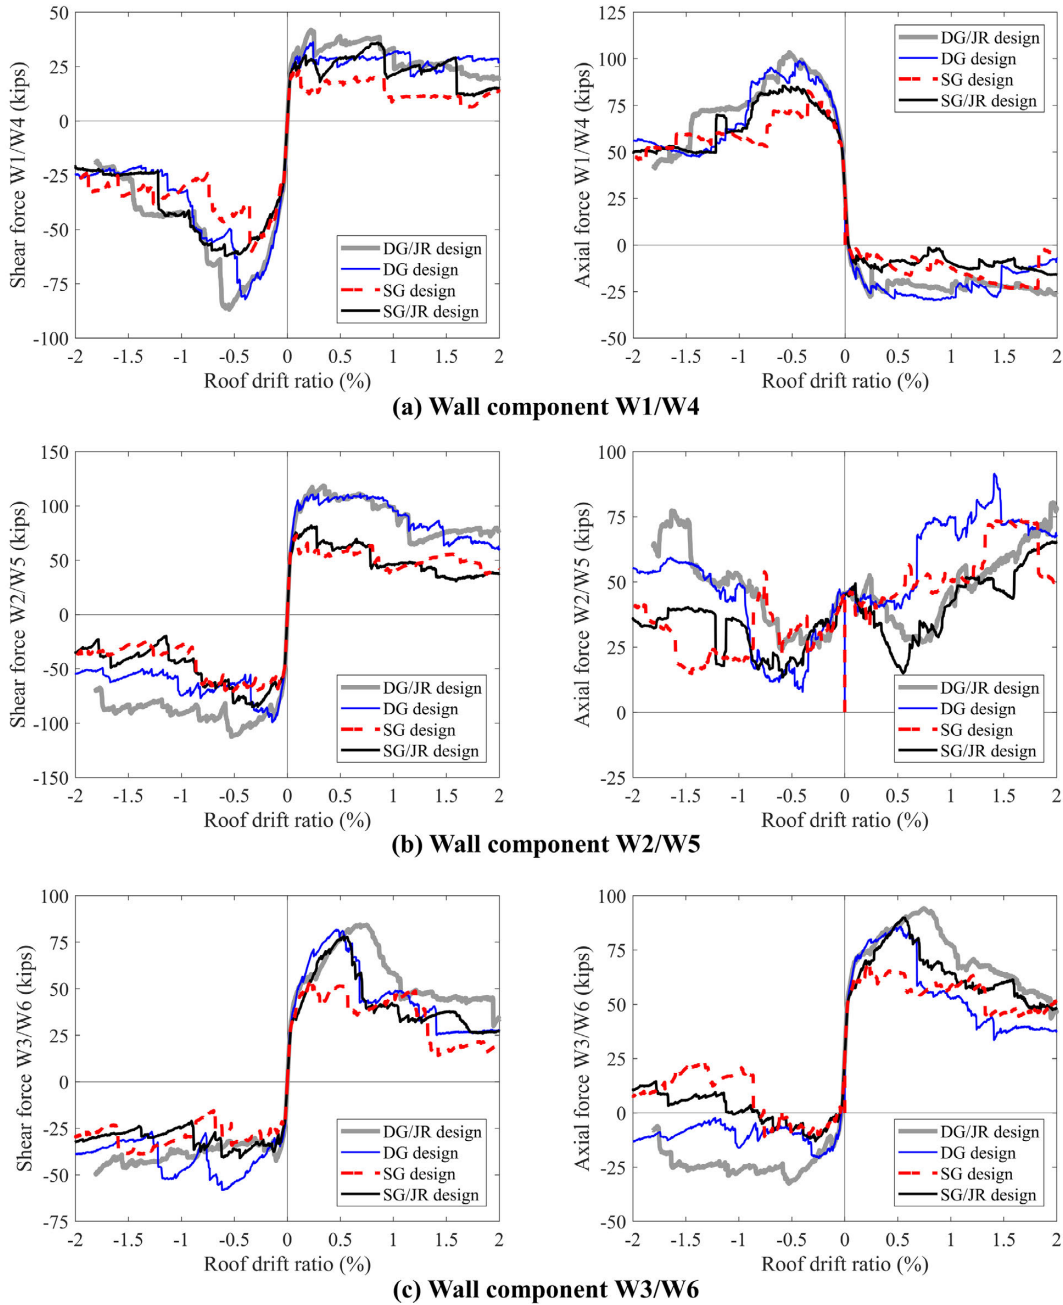 50
25
0
-25
-50
-75
-100
Shear force W1/W4 (kips)
DG/JR design
DG design
SG design
SG/JR design
-2 -1.5 -1 -0.5 0 0.5 1 1.5 2
Roof drift ratio (%)
125
100
75
50
25
0
-25
-50
Axial force W1/W4 (kips)
DG/JR design
DG design
SG design
SG/JR design
-2 -1.5 -1 -0.5 0 0.5 1 1.5 2
Roof drift ratio (%)
(a) Wall component W1/W4
150
100
50
0
-50
-100
-150
Shear force W2/W5 (kips)
DG/JR design
DG design
SG design
SG/JR design
-2 -1.5 -1 -0.5 0 0.5 1 1.5 2
Roof drift ratio (%)
100
75
50
25
0
-25
Axial force W2/W5 (kips)
DG/JR design
DG design
SG design
SG/JR design
-2 -1.5 -1 -0.5 0 0.5 1 1.5 2
Roof drift ratio (%)
(b) Wall component W2/W5
100
75
50
25
0
-25
-50
-75
Shear force W3/W6 (kips)
DG/JR design
DG design
SG design
SG/JR design
-2 -1.5 -1 -0.5 0 0.5 1 1.5 2
Roof drift ratio (%)
100
75
50
25
0
-25
-50
Axial force W3/W6 (kips)
DG/JR design
DG design
SG design
SG/JR design
-2 -1.5 -1 -0.5 0 0.5 1 1.5 2
Roof drift ratio (%)
(c) Wall component W3/W6